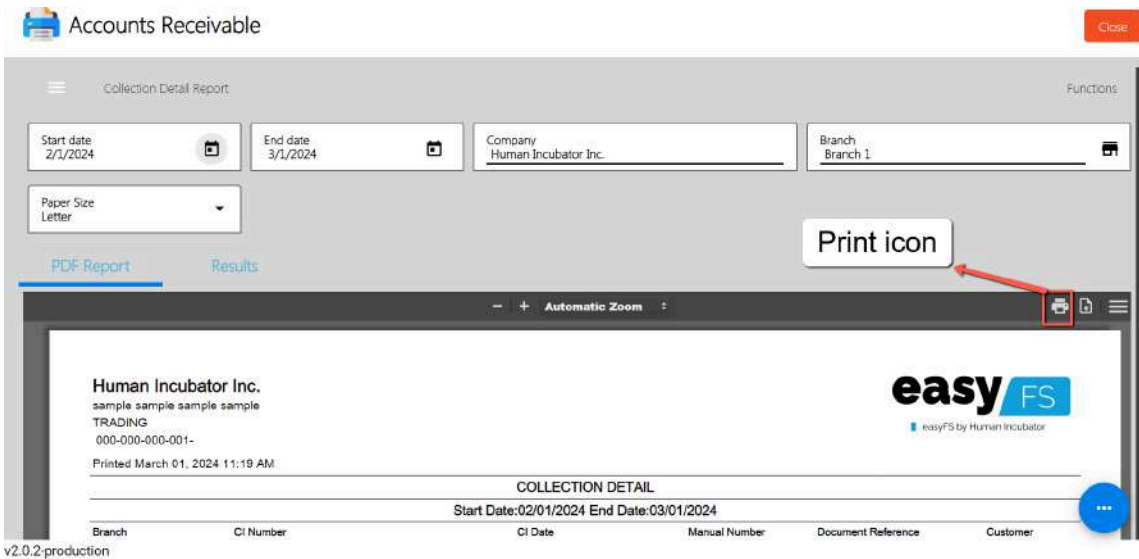 Accounts Receivable
Close
Collection Detail Report
Functions
Start date
2/1/2024
End date
3/1/2024
Company
Human Incubator Inc.
Branch
Branch 1
Paper Size
Letter
Print icon
PDF Report Results
− + Automatic Zoom
Human Incubator Inc.
sample sample sample sample
TRADING
000-000-000-001-
Printed March 01, 2024 11:19 AM
easyFS
easyFS by Human Incubator
COLLECTION DETAIL
Start Date:02/01/2024 End Date:03/01/2024
Branch CI Number CI Date Manual Number Document Reference Customer
v2.0.2-production